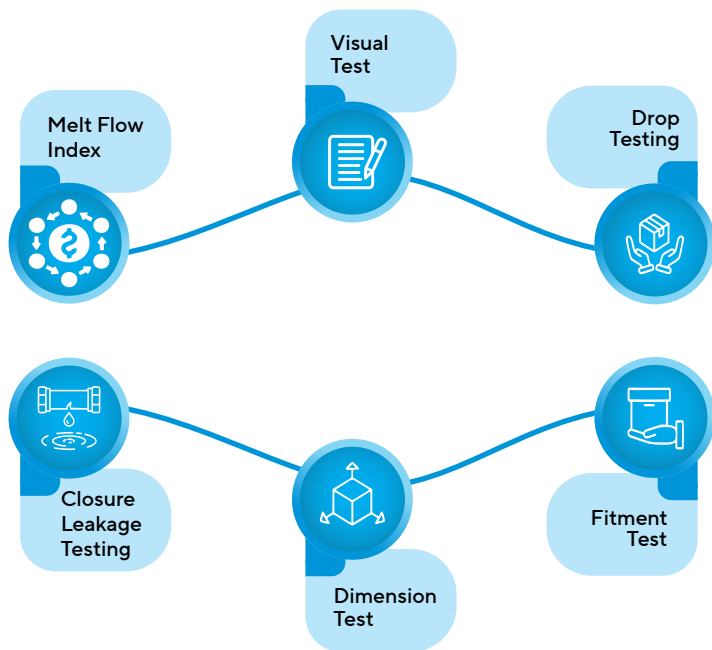 Visual
Test
Melt Flow
Index
Drop
Testing
Closure
Leakage
Testing
Dimension
Test
Fitment
Test